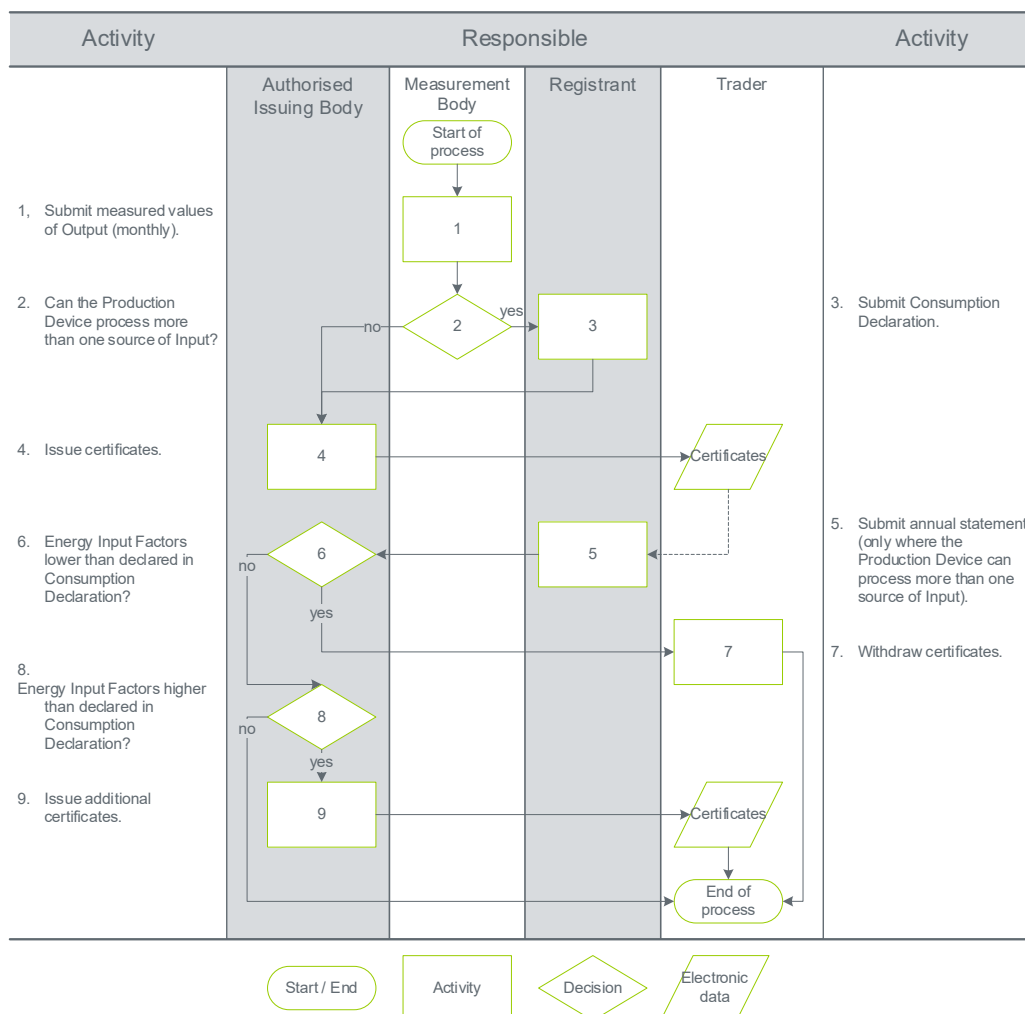 Activity
Responsible
Activity
Authorised
Issuing Body
Measurement
Body
Registrant
Trader
Start of
process
1, Submit measured values
of Output (monthly).
1
2. Can the Production
Device process more
than one source of Input?
no
2
yes
3
3. Submit Consumption
Declaration.
4. Issue certificates.
4
Certificates
6. Energy Input Factors
lower than declared in
Consumption
Declaration?
no
6
yes
5
5. Submit annual statement
(only where the
Production Device can
process more than one
source of Input).
7
7. Withdraw certificates.
8.
Energy Input Factors higher
than declared in
Consumption
Declaration?
no
8
yes
9. Issue additional
certificates.
9
Certificates
End of
process
Start / End
Activity
Decision
Electronic
data